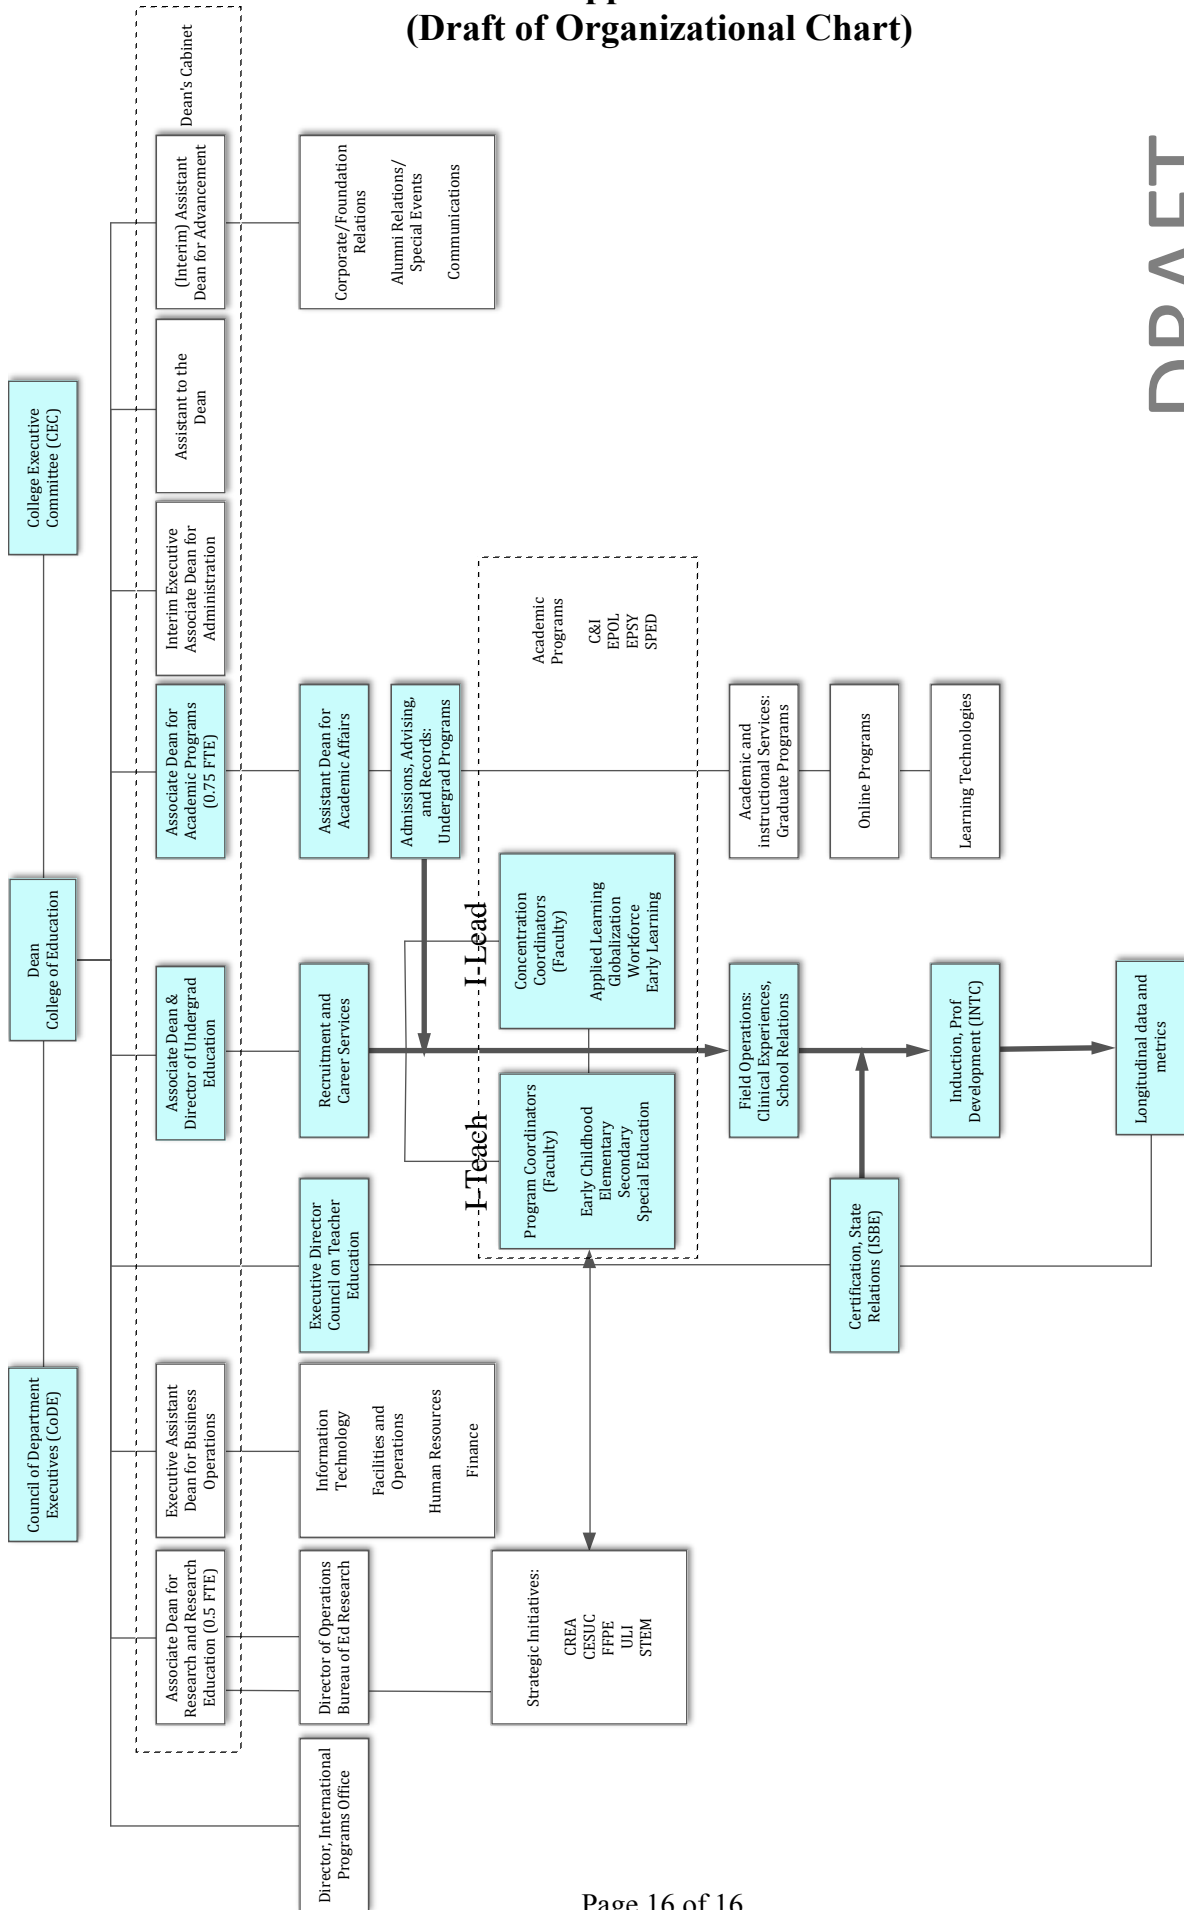 (Draft of Organizational Chart)
Council of Department
Executives (CoDE)
Dean
College of Education
College Executive
Committee (CEC)
Associate Dean for
Research and Research
Education (0.5 FTE)
Executive Assistant
Dean for Business
Operations
Associate Dean &
Director of Undergrad
Education
Associate Dean for
Academic Programs
(0.75 FTE)
Interim Executive
Associate Dean for
Administration
Assistant to the
Dean
(Interim) Assistant
Dean for Advancement
Dean's Cabinet
Director, International
Programs Office
Director of Operations
Bureau of Ed Research
Information
Technology
Facilities and
Operations
Human Resources
Finance
Executive Director
Council on Teacher
Education
Recruitment and
Career Services
Assistant Dean for
Academic Affairs
Admissions, Advising,
and Records:
Undergrad Programs
Corporate/Foundation
Relations
Alumni Relations/
Special Events
Communications
Strategic Initiatives:
CREA
CESUC
FFPE
ULI
STEM
I-Teach
Program Coordinators
(Faculty)
Early Childhood
Elementary
Secondary
Special Education
I-Lead
Concentration
Coordinators
(Faculty)
Applied Learning
Globalization
Workforce
Early Learning
Academic
Programs
C&I
EPOL
EPSY
SPED
Field Operations:
Clinical Experiences,
School Relations
Academic and
instructional Services:
Graduate Programs
Certification, State
Relations (ISBE)
Online Programs
Induction, Prof
Development (INTC)
Learning Technologies
Longitudinal data and
metrics
DRAFT
Page 16 of 16